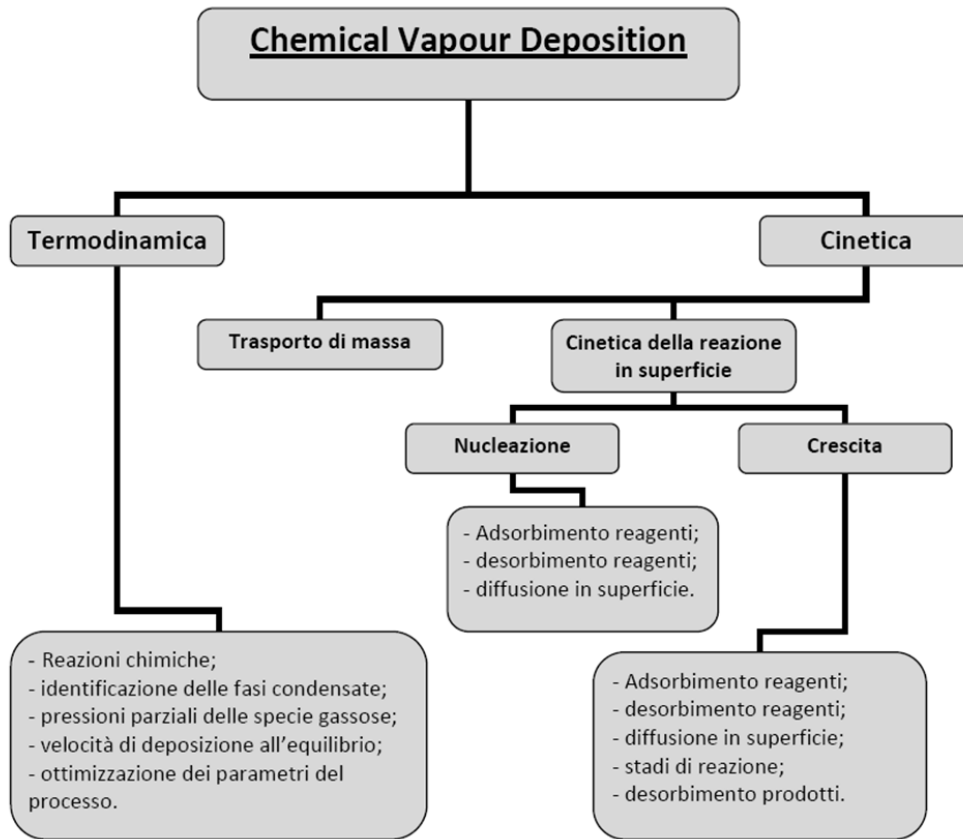 Chemical Vapour Deposition
Termodinamica
Cinetica
Trasporto di massa
Cinetica della reazione
in superficie
Nucleazione
Crescita
- Adsorbimento reagenti;
- desorbimento reagenti;
- diffusione in superficie.
- Reazioni chimiche;
- identificazione delle fasi condensate;
- pressioni parziali delle specie gassose;
- velocità di deposizione all’equilibrio;
- ottimizzazione dei parametri del
processo.
- Adsorbimento reagenti;
- desorbimento reagenti;
- diffusione in superficie;
- stadi di reazione;
- desorbimento prodotti.